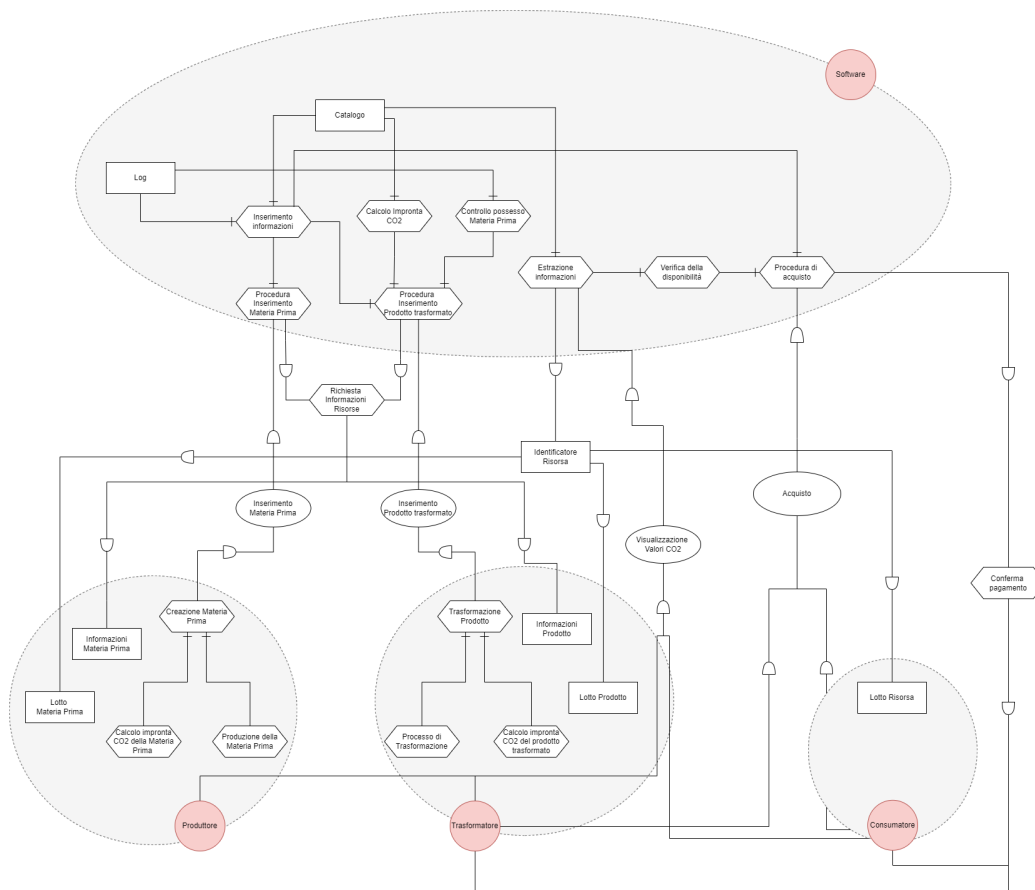 Software
Catalogo
Log
Inserimento
informazioni
Calcolo Impronta
CO2
Controllo possesso
Materia Prima
Estrazione
informazioni
Verifica della
disponibilità
Procedura di
acquisto
Procedura
Inserimento
Materia Prima
Procedura
Inserimento
Prodotto trasformato
Richiesta
Informazioni
Risorse
Identificatore
Risorsa
Inserimento
Materia Prima
Inserimento
Prodotto trasformato
Acquisto
Visualizzazione
Valori CO2
Conferma
pagamento
Creazione Materia
Prima
Trasformazione
Prodotto
Informazioni
Prodotto
Informazioni
Materia Prima
Lotto
Materia Prima
Lotto Prodotto
Lotto Risorsa
Calcolo impronta
CO2 della Materia
Prima
Produzione della
Materia Prima
Processo di
Trasformazione
Calcolo impronta
CO2 del prodotto
trasformato
Produttore
Trasformatore
Consumatore